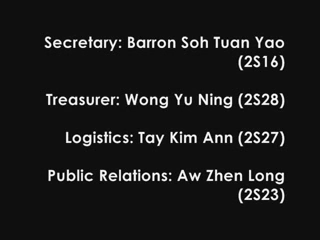 Secretary: Barron Soh Tuan Yao
(2S16)
Treasurer: Wong Yu Ning (2S28)
Logistics: Tay Kim Ann (2S27)
Public Relations: Aw Zhen Long
(2S23)